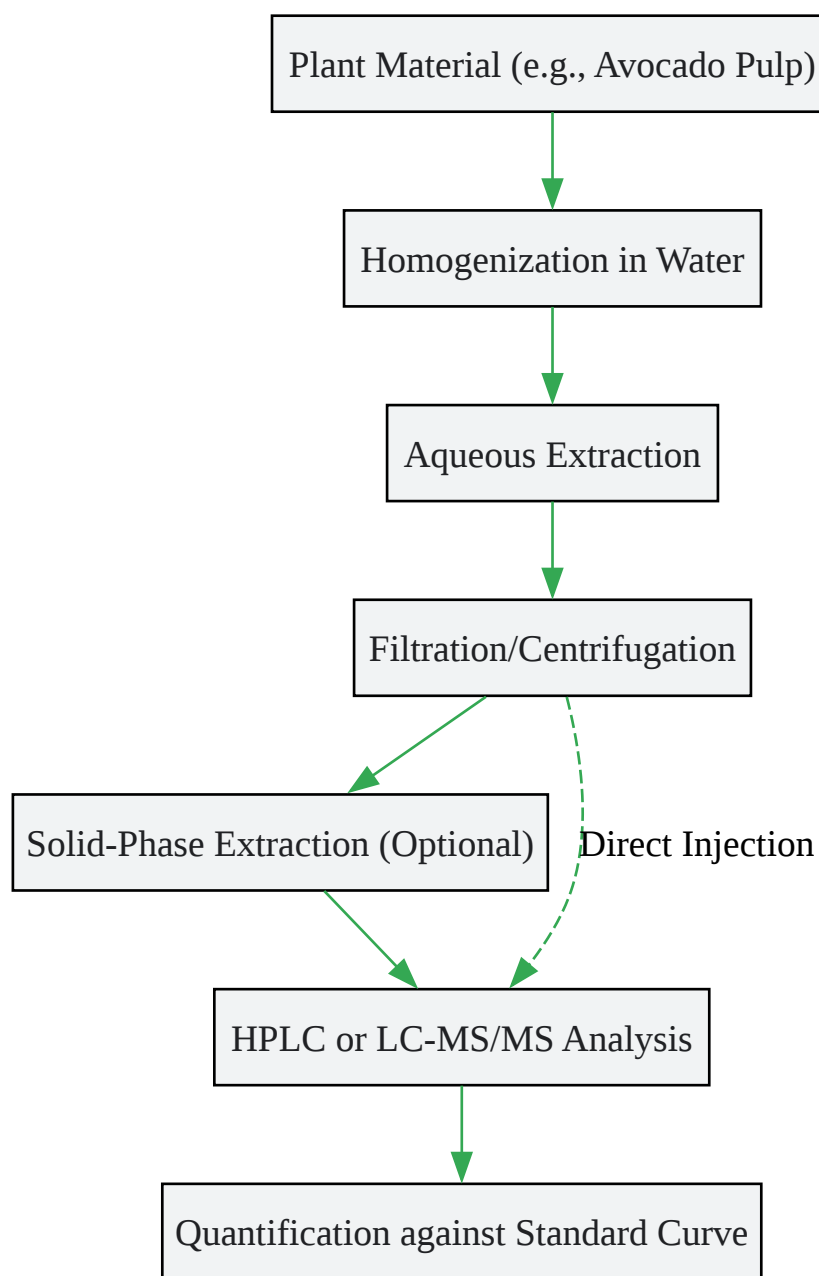 Plant Material (e.g., Avocado Pulp)
Homogenization in Water
Aqueous Extraction
Filtration/Centrifugation
Solid-Phase Extraction (Optional)
Direct Injection
HPLC or LC-MS/MS Analysis
Quantification against Standard Curve